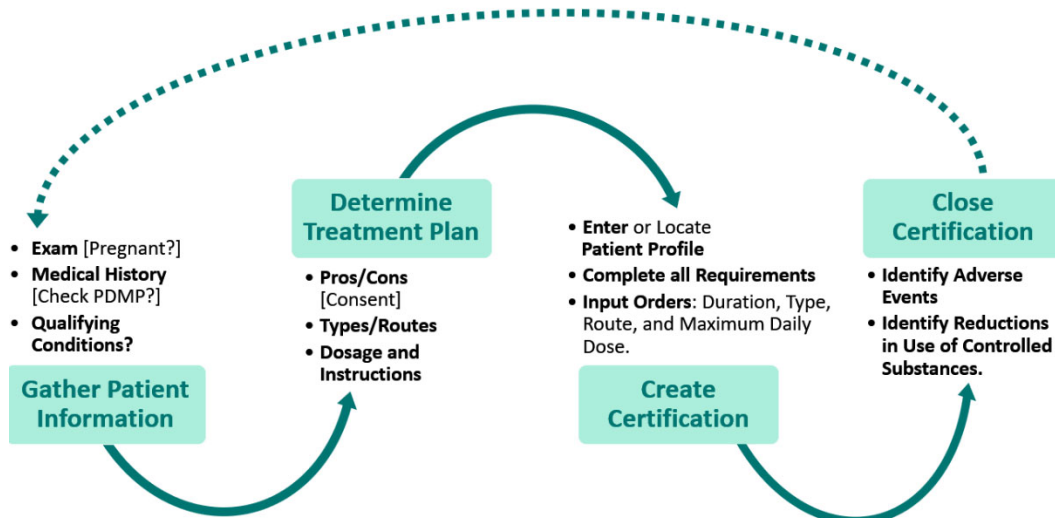 • Exam [Pregnant?]
• Medical History
[Check PDMP?]
• Qualifying
Conditions?
Gather Patient
Information
Determine
Treatment Plan
• Pros/Cons
[Consent]
• Types/Routes
• Dosage and
Instructions
• Enter or Locate
Patient Profile
• Complete all Requirements
• Input Orders: Duration, Type,
Route, and Maximum Daily
Dose.
Create
Certification
Close
Certification
• Identify Adverse
Events
• Identify Reductions
in Use of Controlled
Substances.